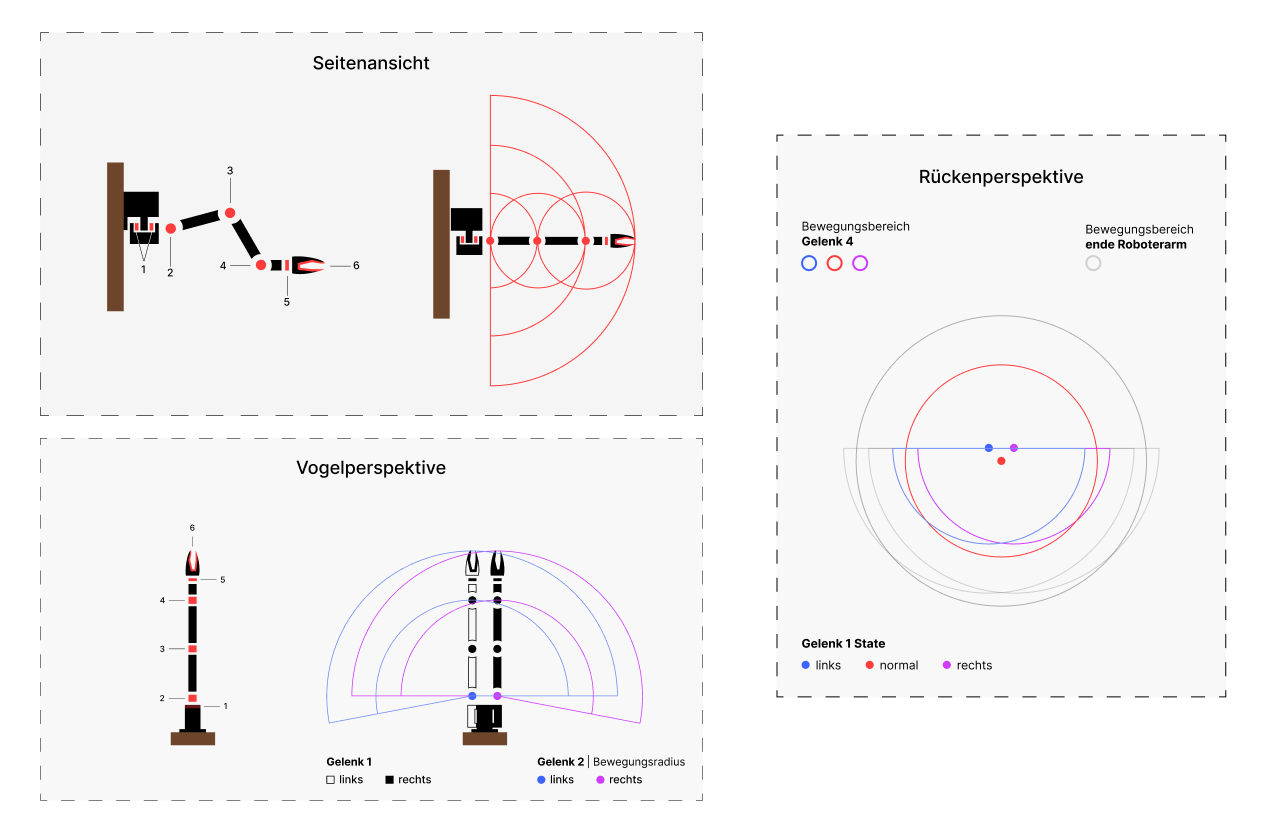 Seitenansicht
3
1
2
4
5
6
Vogelperspektive
6
5
4
3
2
1
Gelenk 1
links
rechts
Gelenk 2 | Bewegungsradius
links
rechts
Rückenperspektive
Bewegungsbereich
Gelenk 4
Bewegungsbereich
ende Roboterarm
Gelenk 1 State
links
normal
rechts